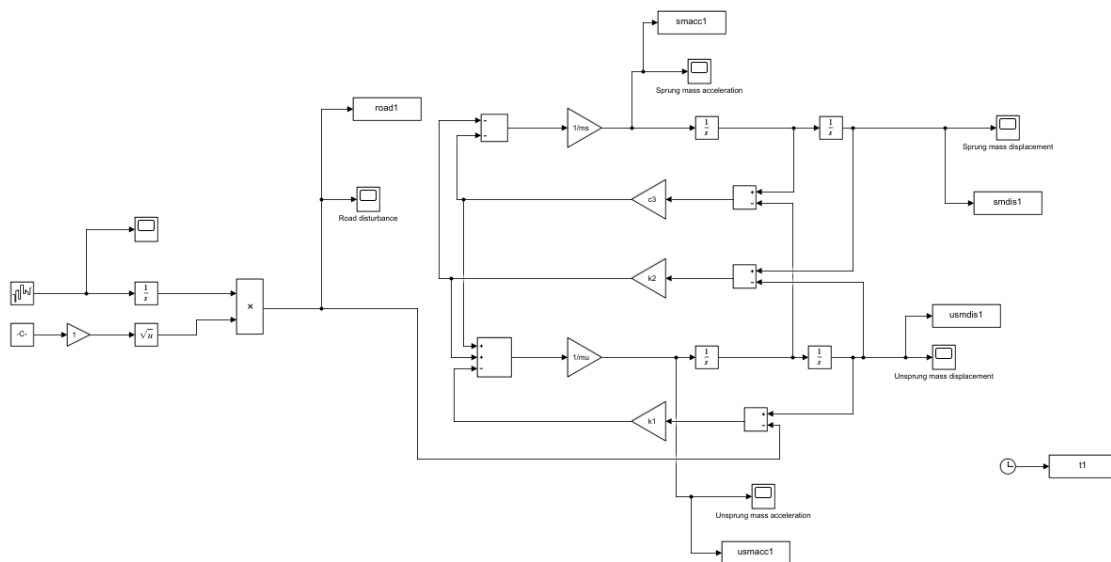 smacc1
Sprung mass acceleration
road1
−
−
1/ms
1
s
1
s
Sprung mass displacement
c3
+
−
smdis1
Road disturbance
k2
+
−
1
s
×
-C-
1
√u
usmdis1
+
+
−
1/mu
1
s
1
s
Unsprung mass displacement
k1
+
−
t1
Unsprung mass acceleration
usmacc1